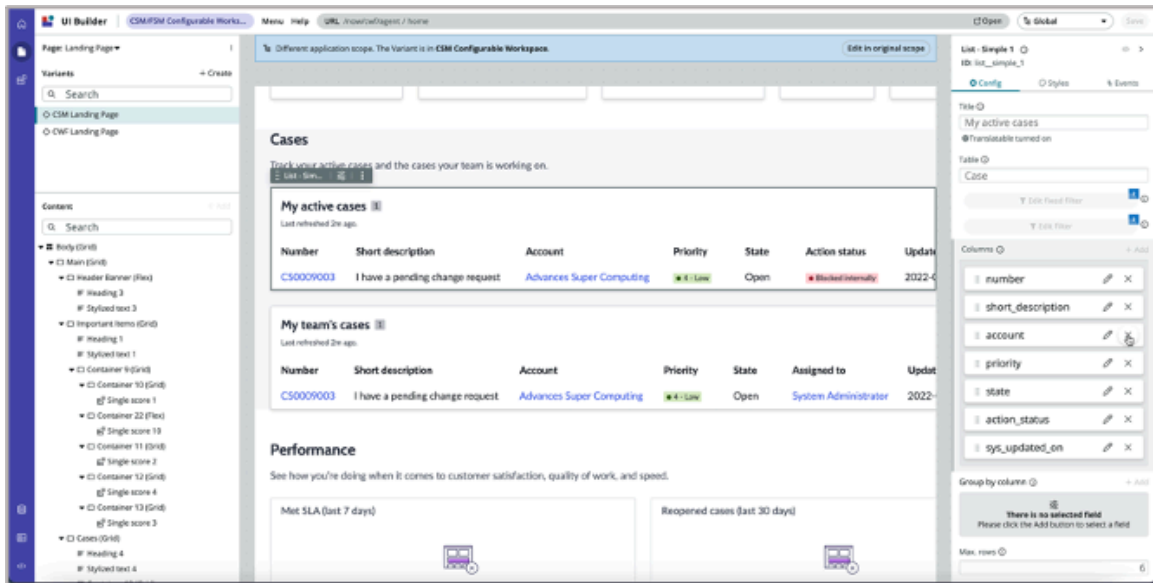 UI Builder
CSM/FSM Configurable Works...
Menu Help
URL /now/cwf/agent / home
Open
Global
Save
Page: Landing Page
Variants
+ Create
Search
CSM Landing Page
CWF Landing Page
Content
+ Add
Search
Body (Grid)
Main (Grid)
Header Banner (Flex)
Heading 3
Stylized text 3
Important Items (Grid)
Heading 1
Stylized text 1
Container 9 (Grid)
Container 10 (Grid)
Single score 1
Container 22 (Flex)
Single score 10
Container 11 (Grid)
Single score 2
Container 12 (Grid)
Single score 4
Container 13 (Grid)
Single score 3
Cases (Grid)
Heading 4
Stylized text 4
Different application scope. The Variant is in CSM Configurable Workspace.
Edit in original scope
Cases
Track your active cases and the cases your team is working on.
List - Sim...
My active cases 1
Last refreshed 2m ago.
Number Short description Account Priority State Action status Update
CS0009003 I have a pending change request Advances Super Computing 4 - Low Open Blocked internally 2022-0
My team's cases 1
Last refreshed 2m ago.
Number Short description Account Priority State Assigned to Updat
CS0009003 I have a pending change request Advances Super Computing 4 - Low Open System Administrator 2022-
Performance
See how you're doing when it comes to customer satisfaction, quality of work, and speed.
Met SLA (last 7 days)
Reopened cases (last 30 days)
List - Simple 1
ID: list_simple_1
Config Styles Events
Title
My active cases
Translatable turned on
Table
Case
Edit Fixed Filter
Edit Filter
Columns
+ Add
number
short_description
account
priority
state
action_status
sys_updated_on
Group by column
+ Add
There is no selected field
Please click the Add button to select a field
Max. rows
6